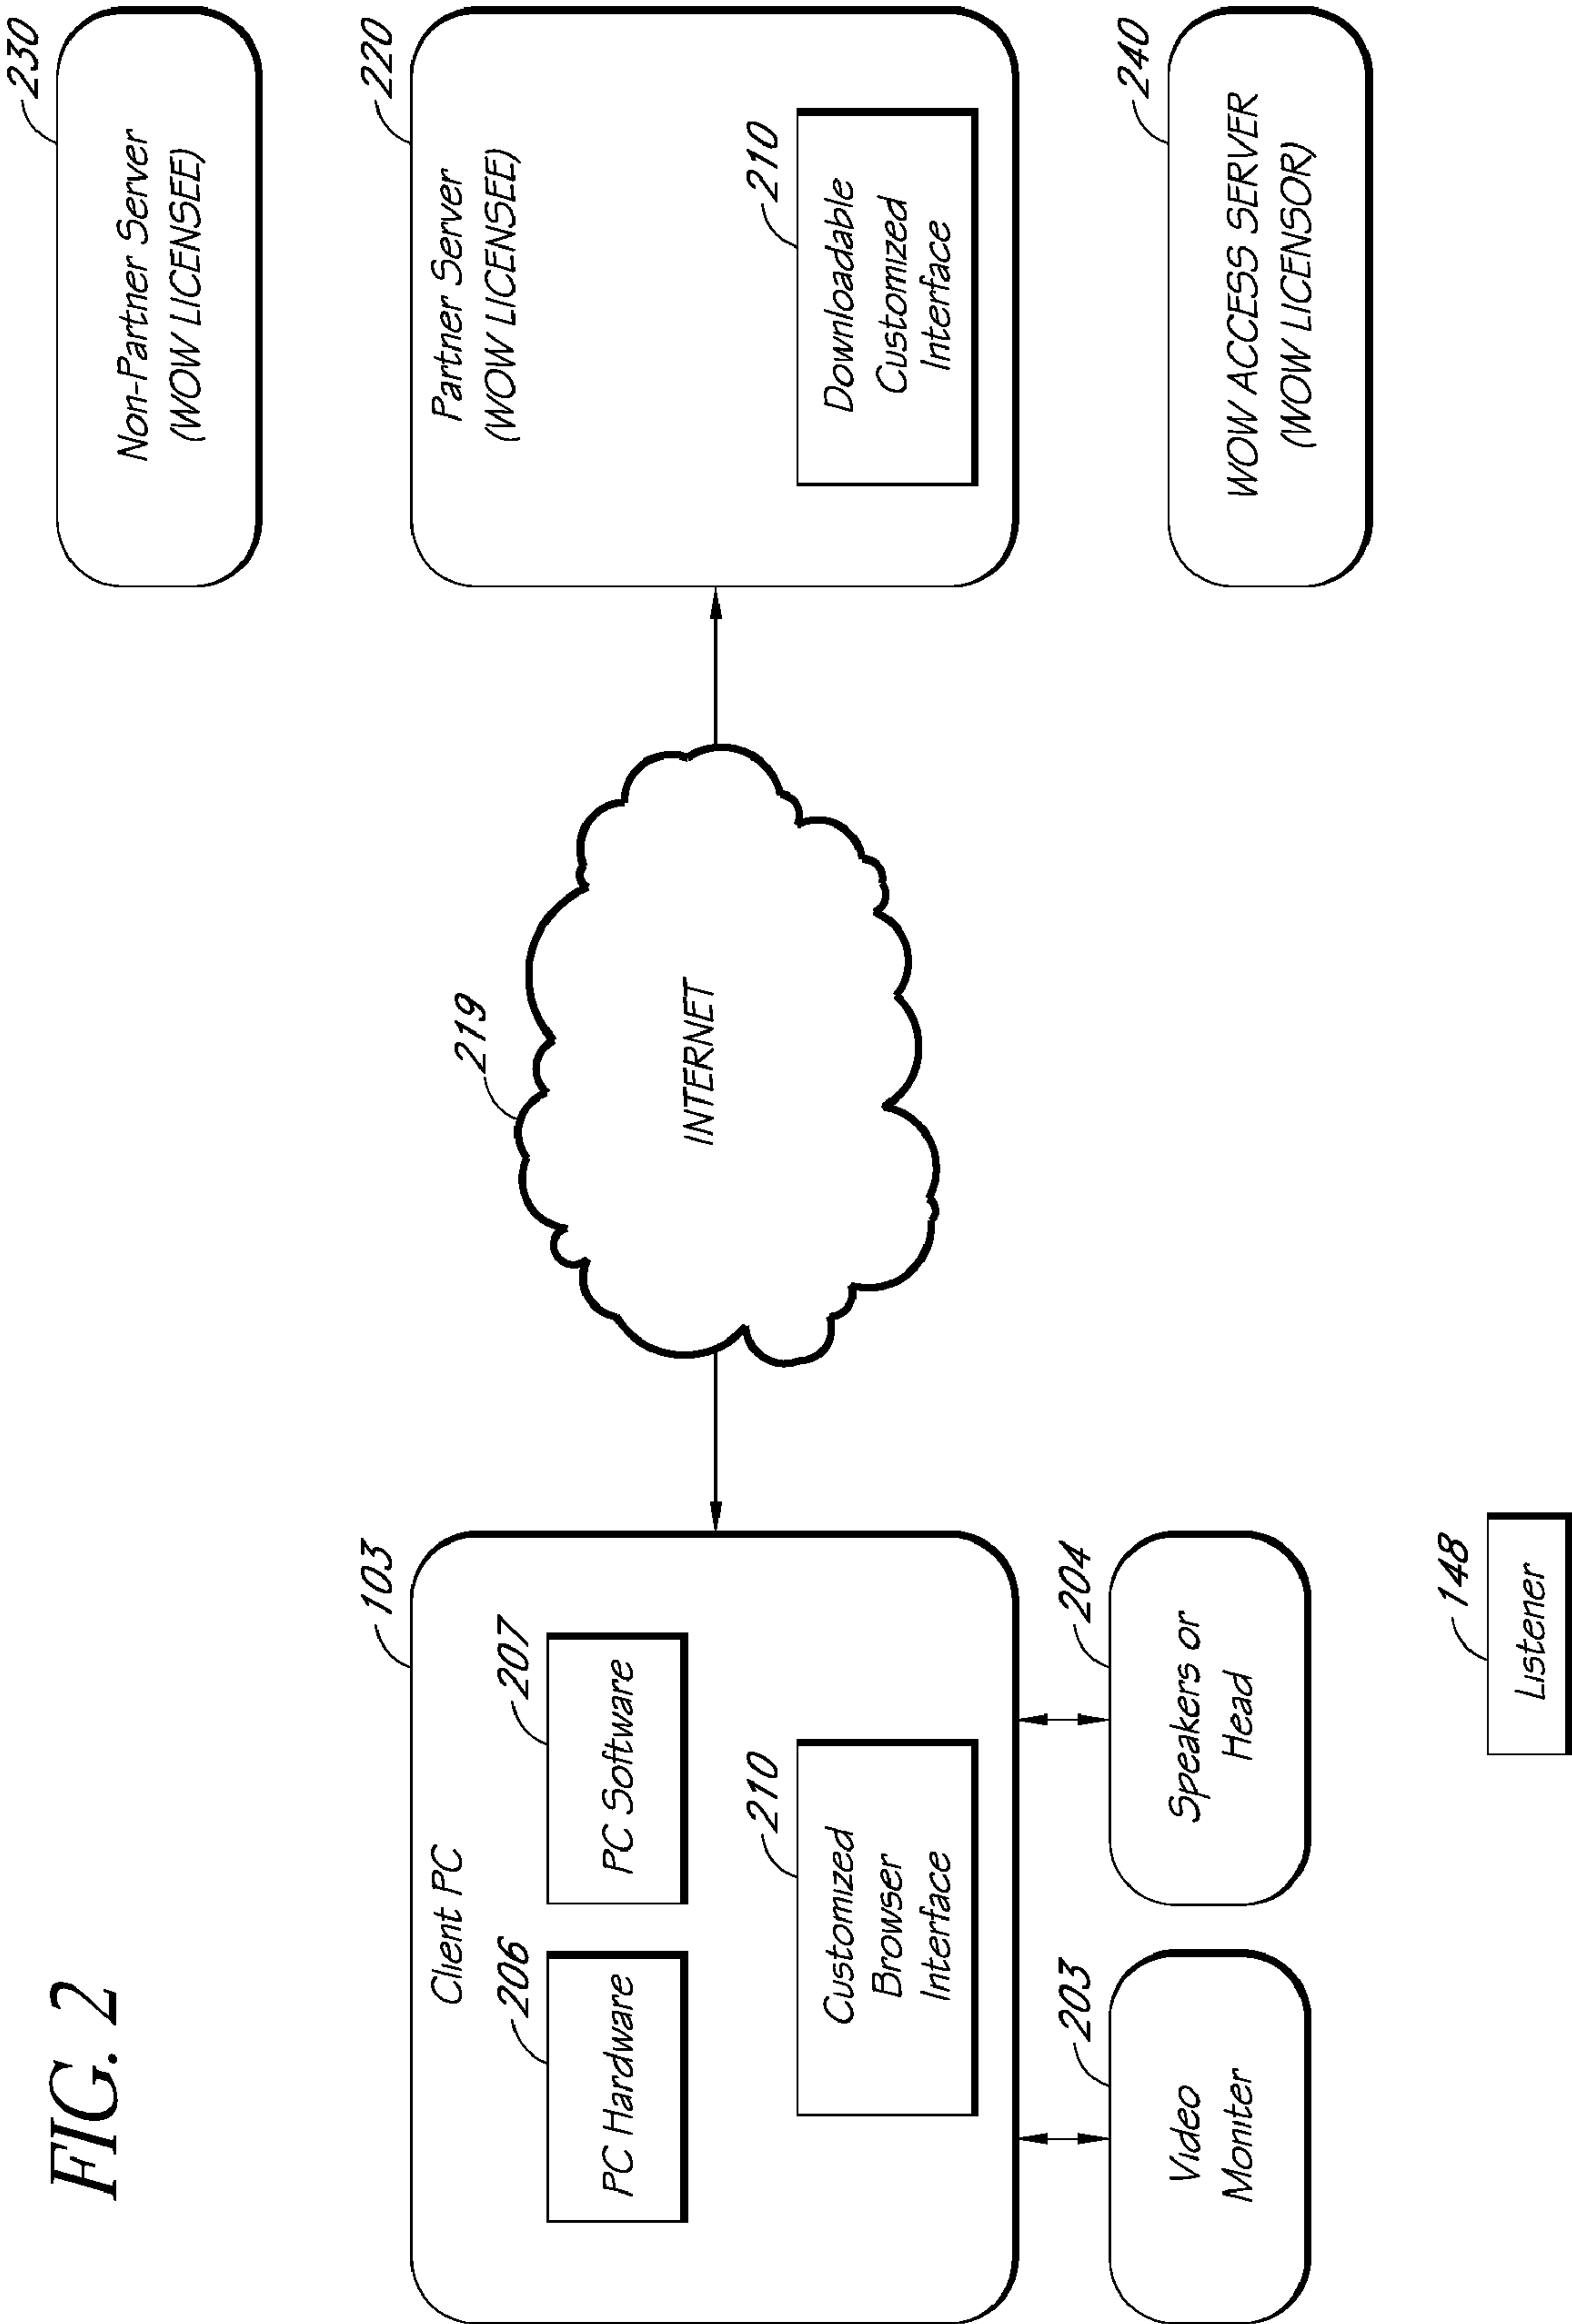 FIG. 2
103
Client PC
206
PC Hardware
207
PC Software
210
Customized
Browser
Interface
203
Video
Moniter
204
Speakers or
Head
148
Listener
219
INTERNET
230
Non-Partner Server
(WOW LICENSEE)
220
Partner Server
(WOW LICENSEE)
210
Downloadable
Customized
Interface
240
WOW ACCESS SERVER
(WOW LICENSOR)